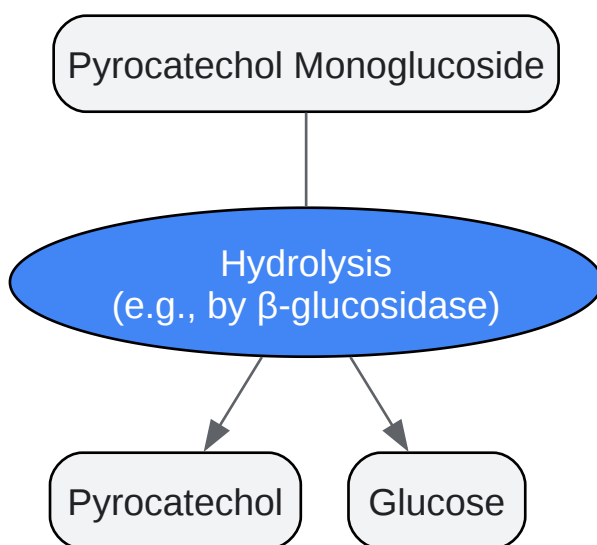 Pyrocatechol Monoglucoside
Hydrolysis
(e.g., by β-glucosidase)
Pyrocatechol
Glucose